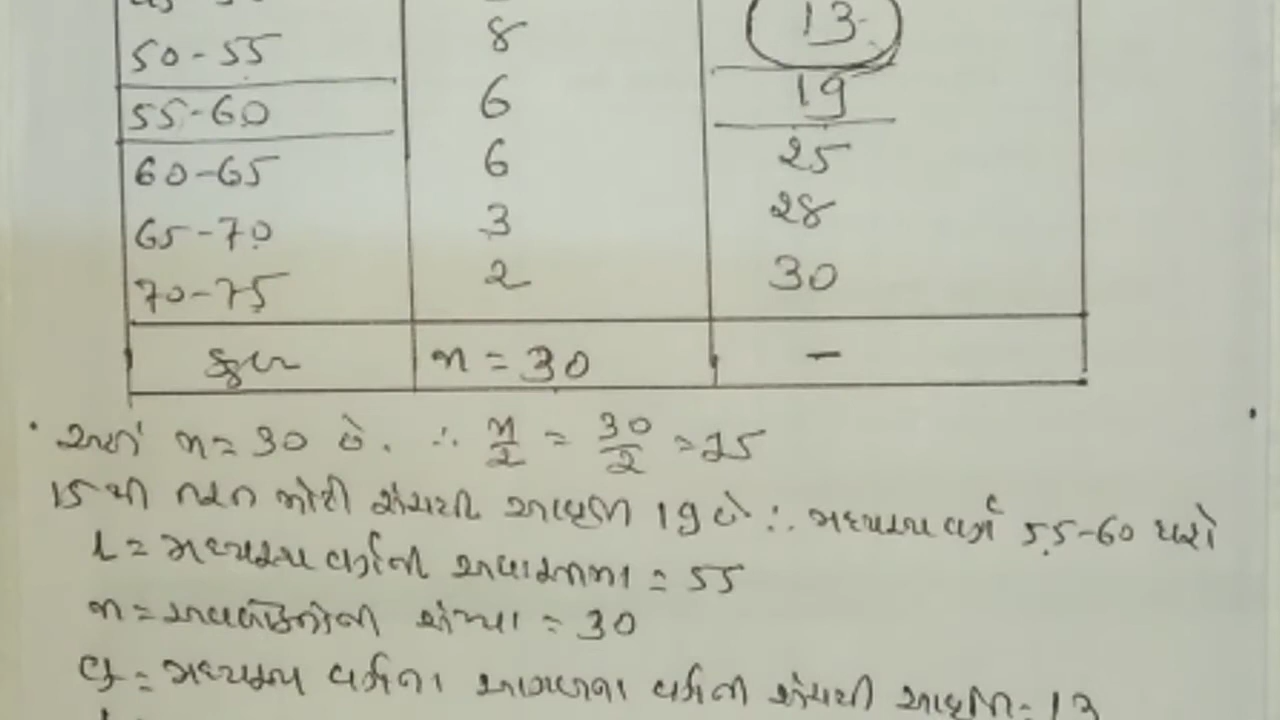 13
50-55 8
55-60 6 19
60-65 6 25
65-70 3 28
70-75 2 30
કુલ n = 30 -
અહીં n = 30 છે. ∴ n/2 = 30/2 = 15
15 થી તરત મોટી સંચયી આવૃત્તિ 19 છે ∴ મધ્યસ્થ વર્ગ 55-60 થશે
l = મધ્યસ્થ વર્ગની અધઃસીમા = 55
n = અવલોકનોની સંખ્યા = 30
cf = મધ્યસ્થ વર્ગના આગળના વર્ગની સંચયી આવૃત્તિ = 13